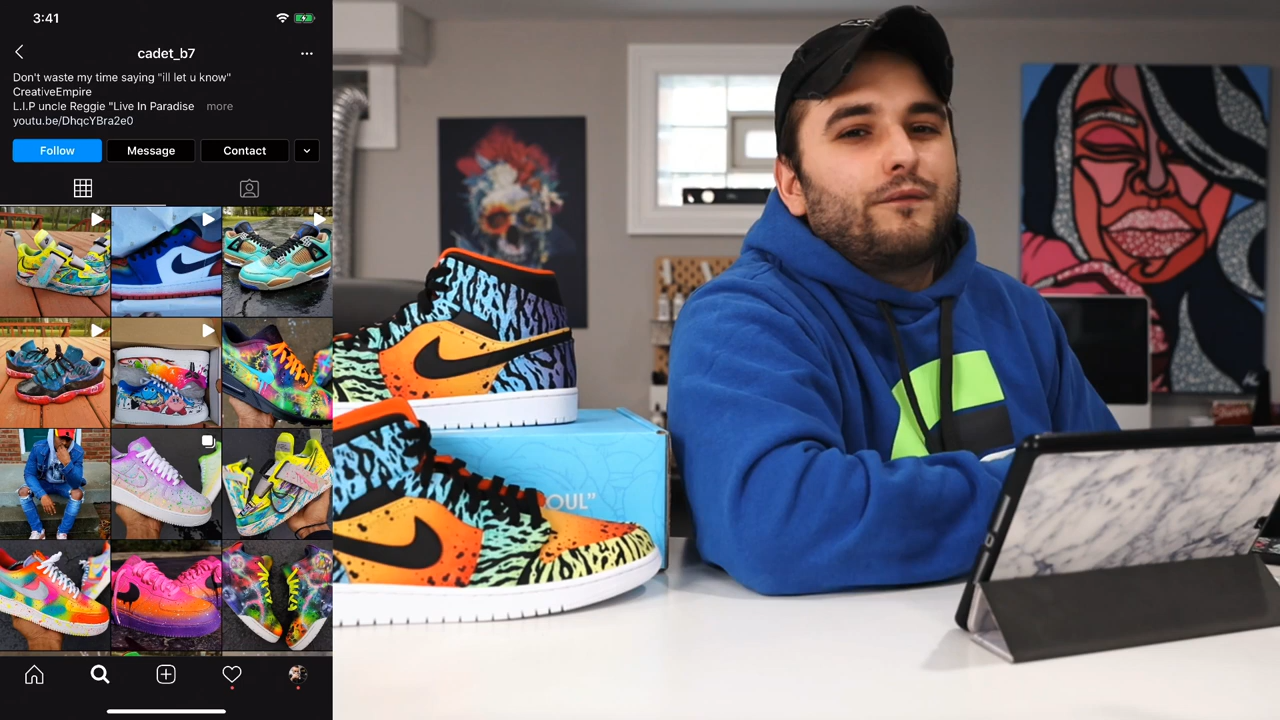 3:41
cadet_b7
Don't waste my time saying "ill let u know"
CreativeEmpire
L.I.P uncle Reggie "Live In Paradise more
youtu.be/DhqcYBra2e0
Follow
Message
Contact
OUL"